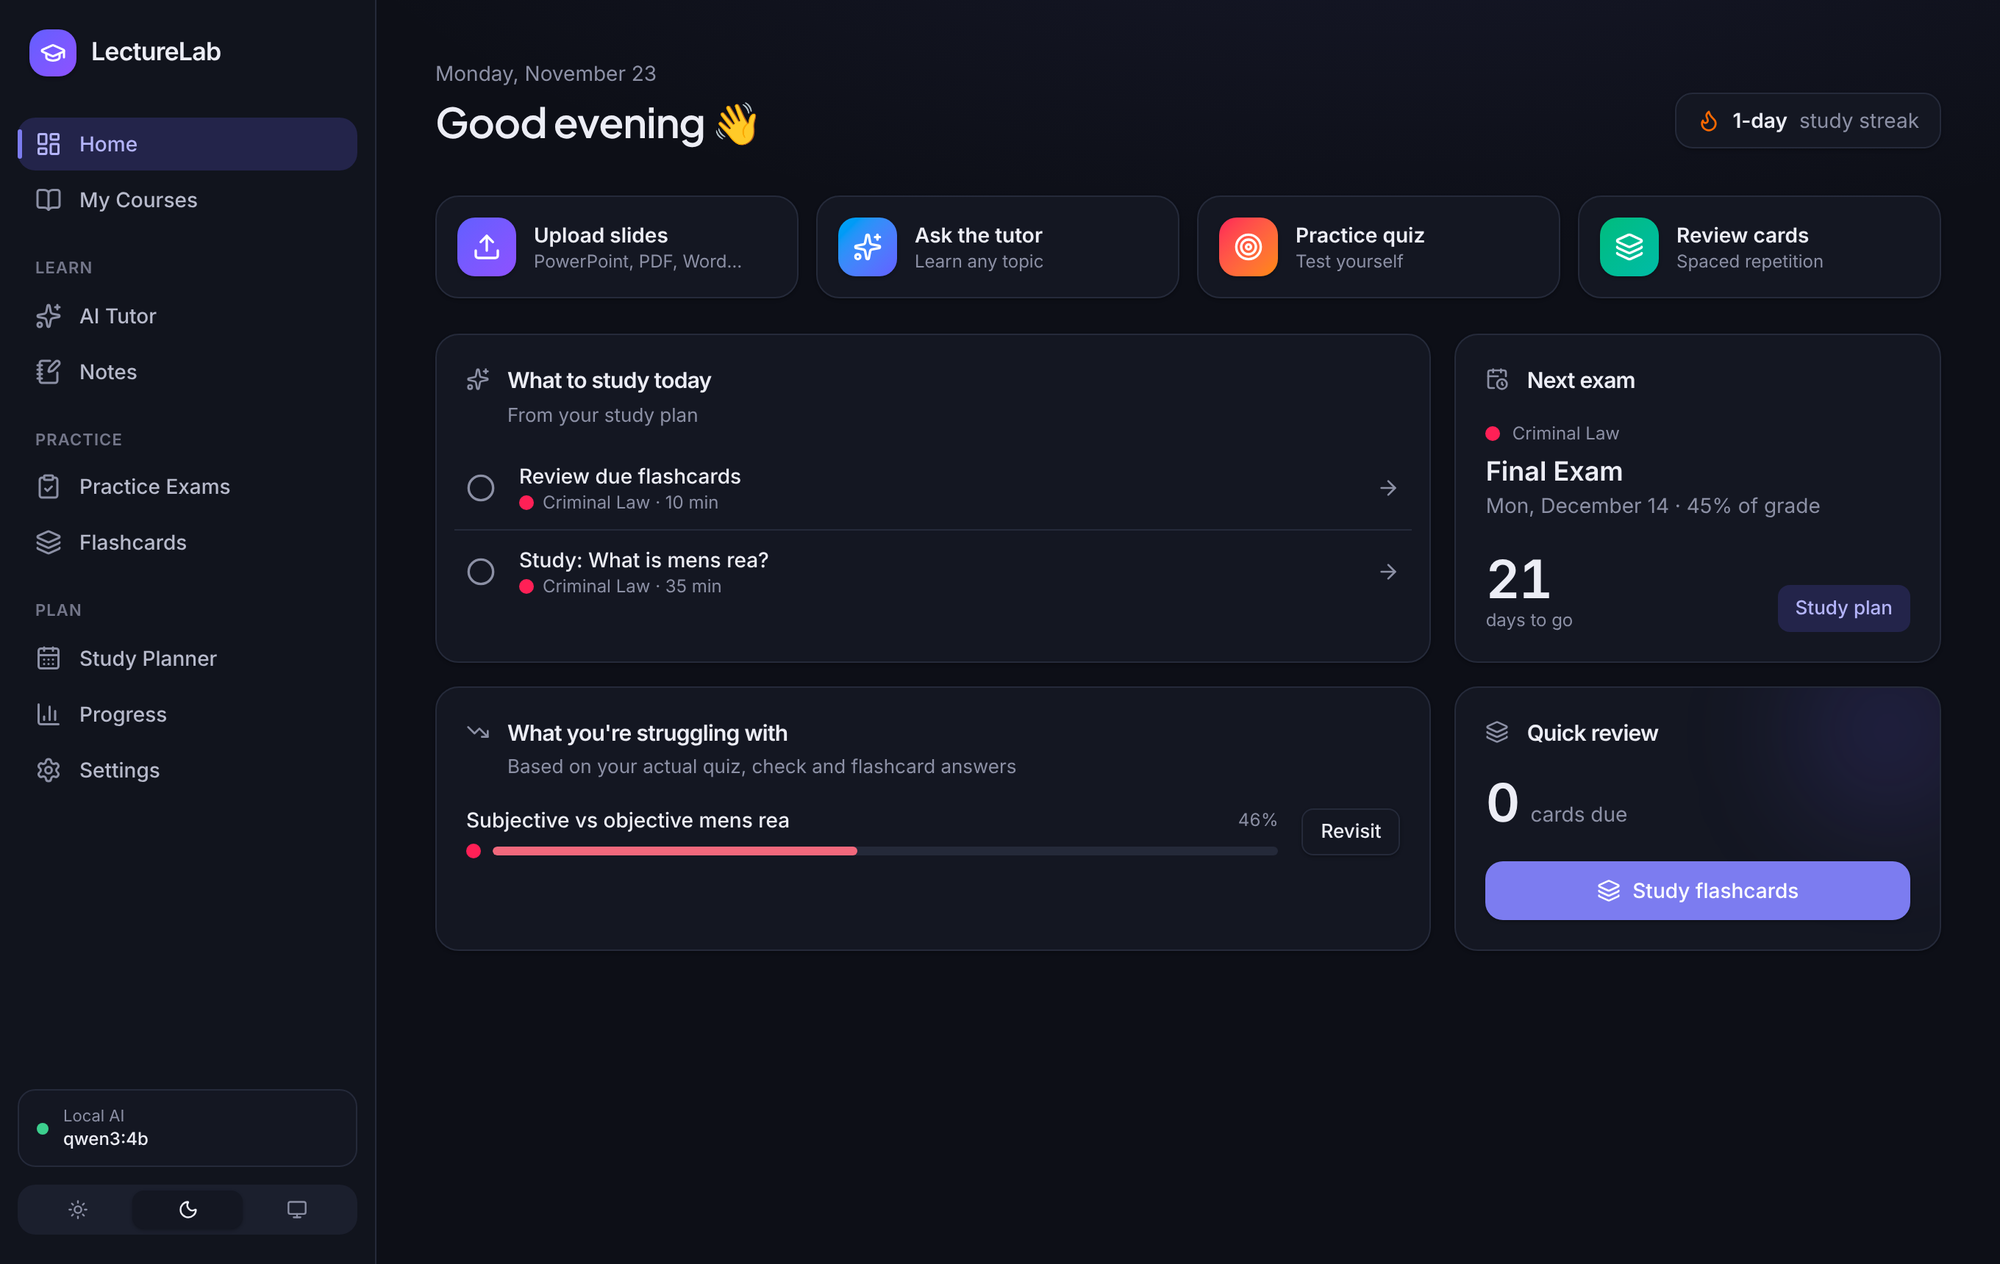 LectureLab
Home
My Courses
LEARN
AI Tutor
Notes
PRACTICE
Practice Exams
Flashcards
PLAN
Study Planner
Progress
Settings
Local AI
qwen3:4b
Monday, November 23
Good evening 👋
1-day study streak
Upload slides
PowerPoint, PDF, Word...
Ask the tutor
Learn any topic
Practice quiz
Test yourself
Review cards
Spaced repetition
What to study today
From your study plan
Review due flashcards
Criminal Law · 10 min
Study: What is mens rea?
Criminal Law · 35 min
Next exam
Criminal Law
Final Exam
Mon, December 14 · 45% of grade
21
days to go
Study plan
What you're struggling with
Based on your actual quiz, check and flashcard answers
Subjective vs objective mens rea
46%
Revisit
Quick review
0 cards due
Study flashcards